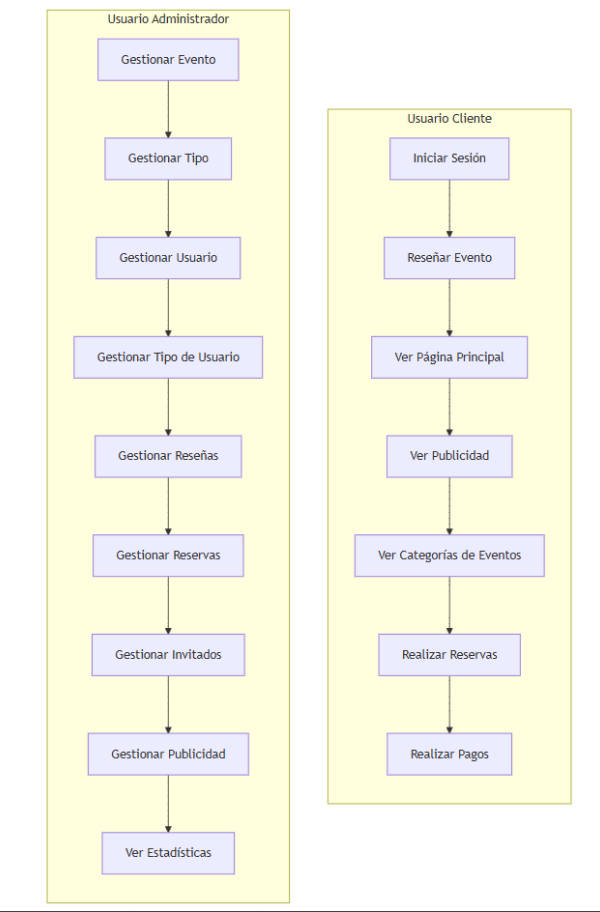 Usuario Administrador
Gestionar Evento
Gestionar Tipo
Gestionar Usuario
Gestionar Tipo de Usuario
Gestionar Reseñas
Gestionar Reservas
Gestionar Invitados
Gestionar Publicidad
Ver Estadísticas
Usuario Cliente
Iniciar Sesión
Reseñar Evento
Ver Página Principal
Ver Publicidad
Ver Categorías de Eventos
Realizar Reservas
Realizar Pagos